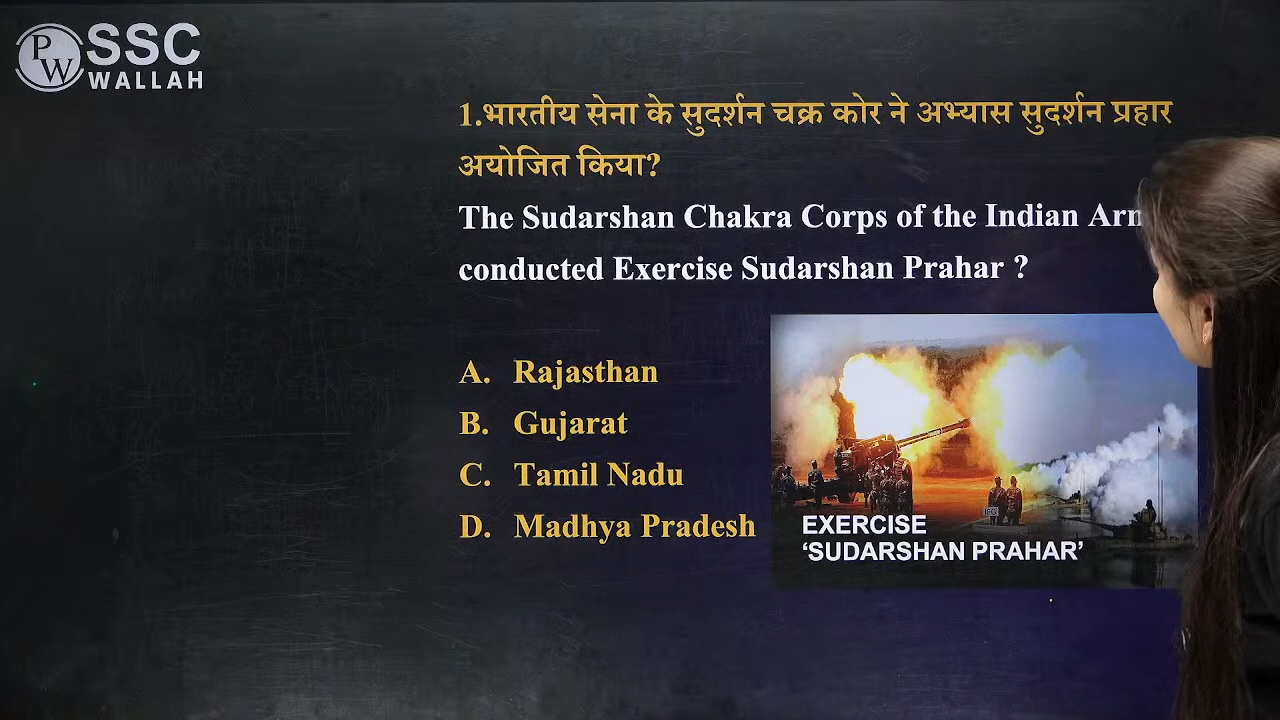 PW
SSC
WALLAH
1.भारतीय सेना के सुदर्शन चक्र कोर ने अभ्यास सुदर्शन प्रहार
अयोजित किया?
The Sudarshan Chakra Corps of the Indian
conducted Exercise Sudarshan Prahar ?
A. Rajasthan
B. Gujarat
C. Tamil Nadu
D. Madhya Pradesh
EXERCISE
‘SUDARSHAN PRAHAR’